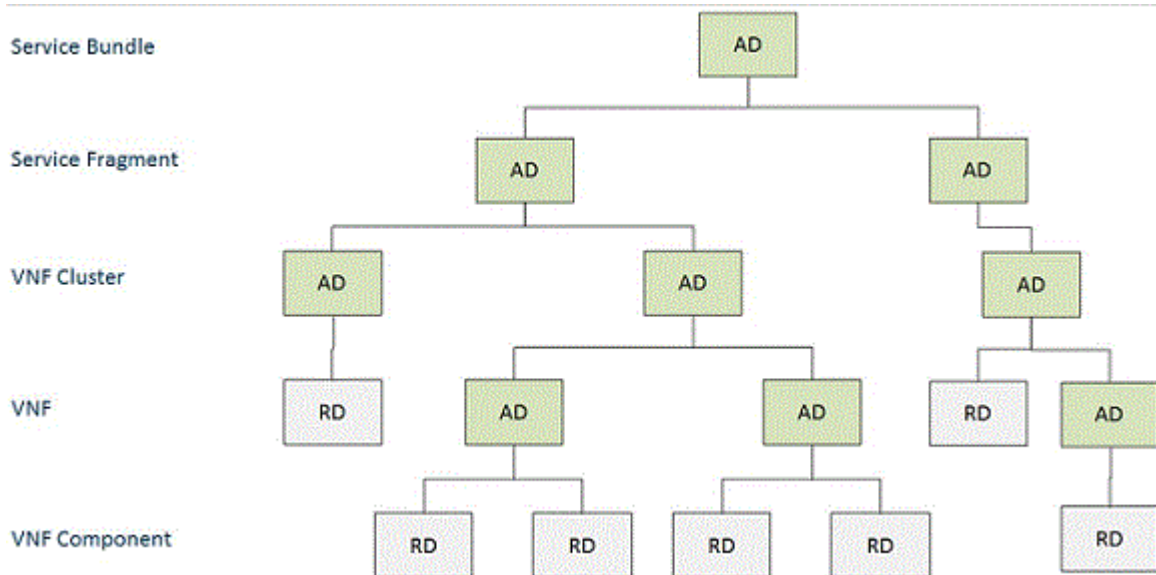 Service Bundle
AD
Service Fragment
AD
AD
VNF Cluster
AD
AD
AD
VNF
RD
AD
AD
RD
AD
VNF Component
RD
RD
RD
RD
RD